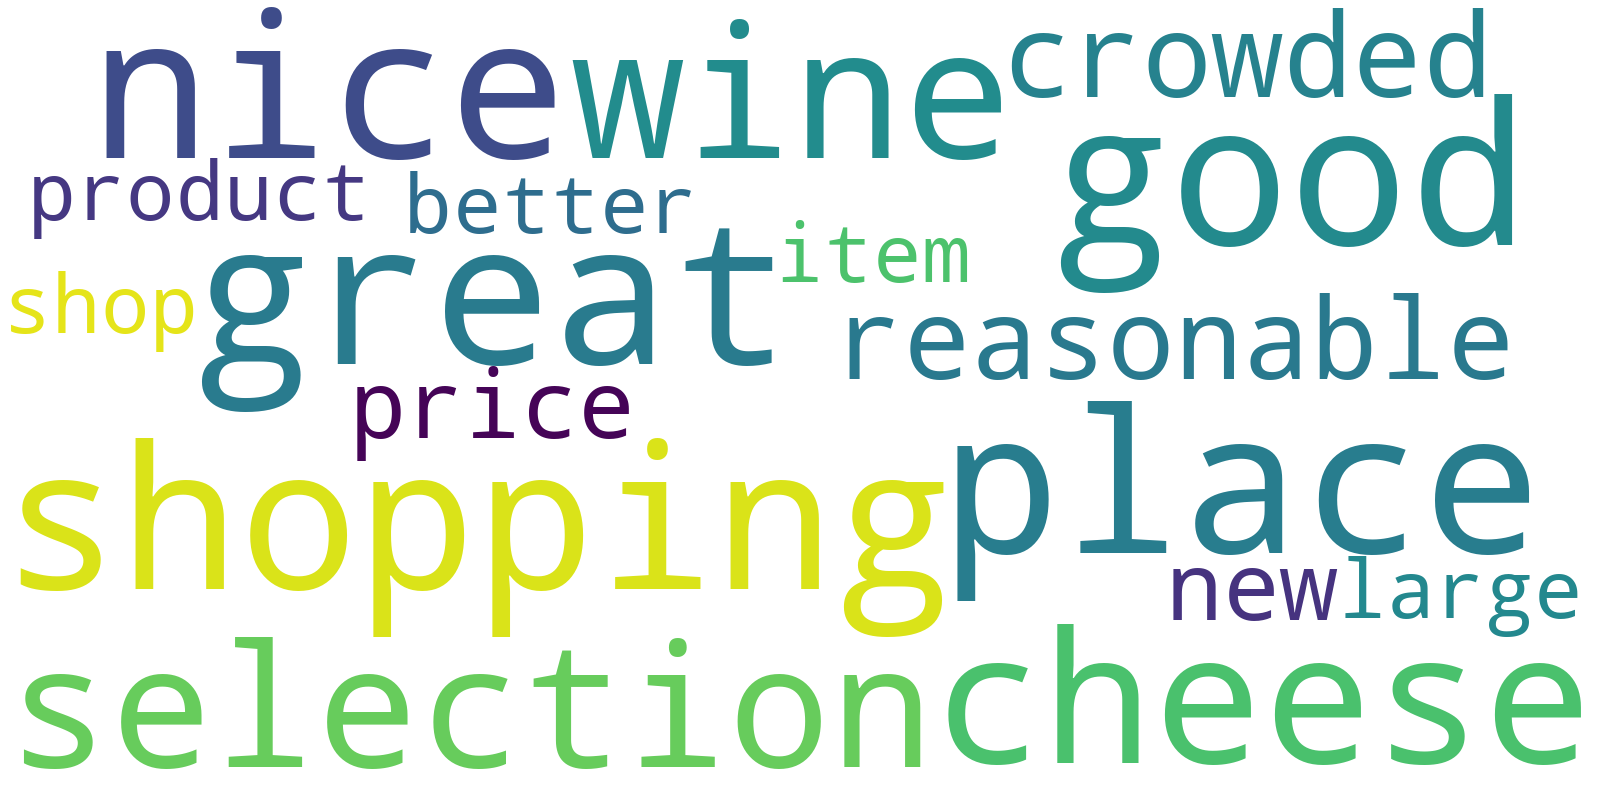 nice wine crowded
good
product better
great item
shop reasonable
price
shopping place
new large
selection cheese